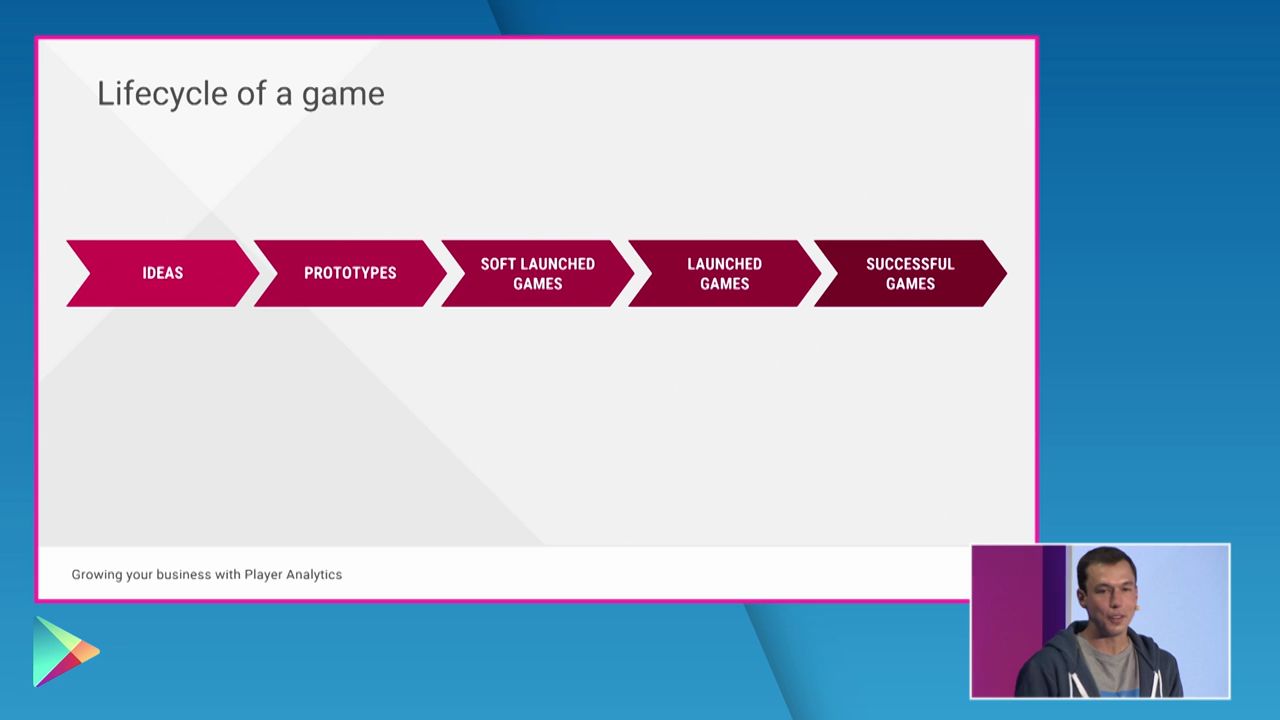 Lifecycle of a game
IDEAS
PROTOTYPES
SOFT LAUNCHED
GAMES
LAUNCHED
GAMES
SUCCESSFUL
GAMES
Growing your business with Player Analytics